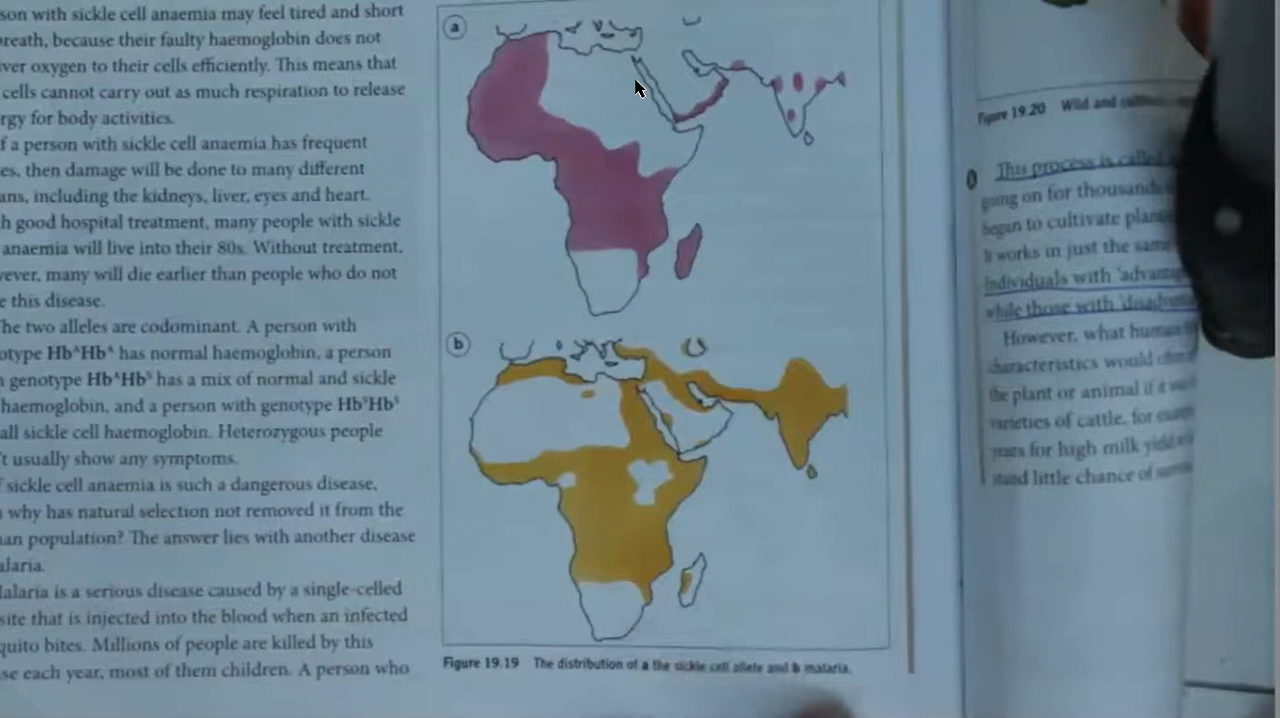 son with sickle cell anaemia may feel tired and short
reath, because their faulty haemoglobin does not
ver oxygen to their cells efficiently. This means that
cells cannot carry out as much respiration to release
rgy for body activities.
f a person with sickle cell anaemia has frequent
es, then damage will be done to many different
ans, including the kidneys, liver, eyes and heart.
h good hospital treatment, many people with sickle
anaemia will live into their 80s. Without treatment,
ever, many will die earlier than people who do not
e this disease.
he two alleles are codominant. A person with
otype HbᴬHbᴬ has normal haemoglobin, a person
genotype HbᴬHbˢ has a mix of normal and sickle
haemoglobin, and a person with genotype HbˢHbˢ
all sickle cell haemoglobin. Heterozygous people
't usually show any symptoms.
f sickle cell anaemia is such a dangerous disease,
why has natural selection not removed it from the
an population? The answer lies with another disease
alaria.
alaria is a serious disease caused by a single-celled
site that is injected into the blood when an infected
quito bites. Millions of people are killed by this
se each year, most of them children. A person who
a
b
Figure 19.19 The distribution of a the sickle cell allele and b malaria.
Figure 19.20 Wild and
This process is called
going on for thousands
began to cultivate plants
It works in just the same
Individuals with 'advantag
while those with 'disadvan
However, what human
characteristics would often
the plant or animal if it
varieties of cattle, for
years for high milk yield
stand little chance of